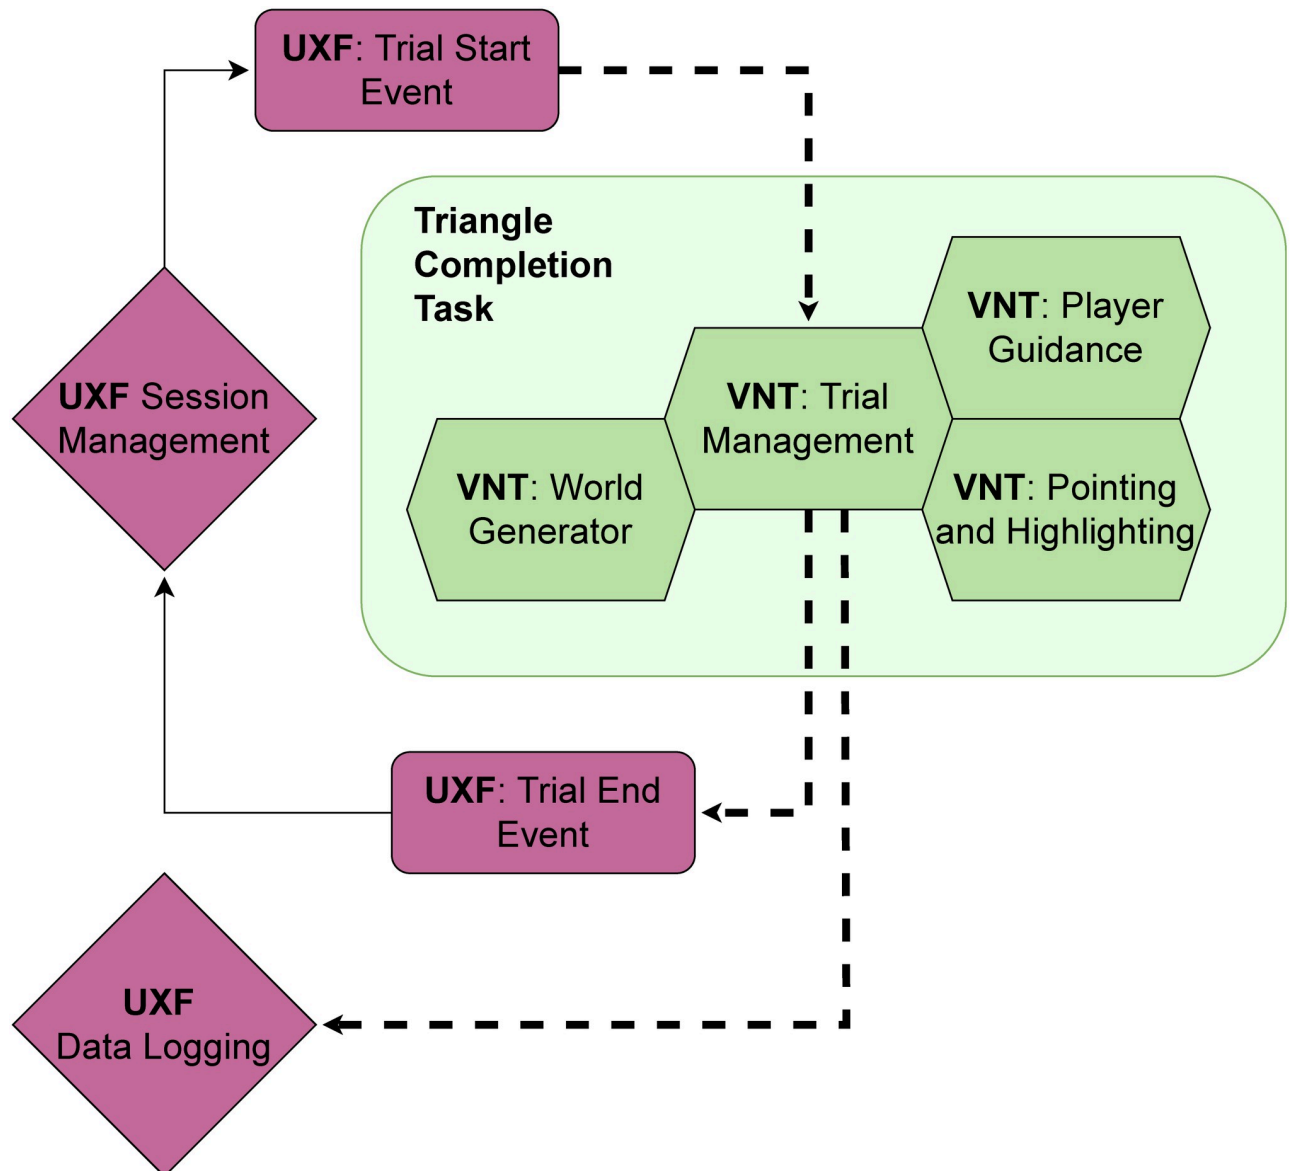 UXF: Trial Start
Event
Triangle
Completion
Task
VNT: Player
Guidance
UXF Session
Management
VNT: Trial
Management
VNT: World
Generator
VNT: Pointing
and Highlighting
UXF: Trial End
Event
UXF
Data Logging